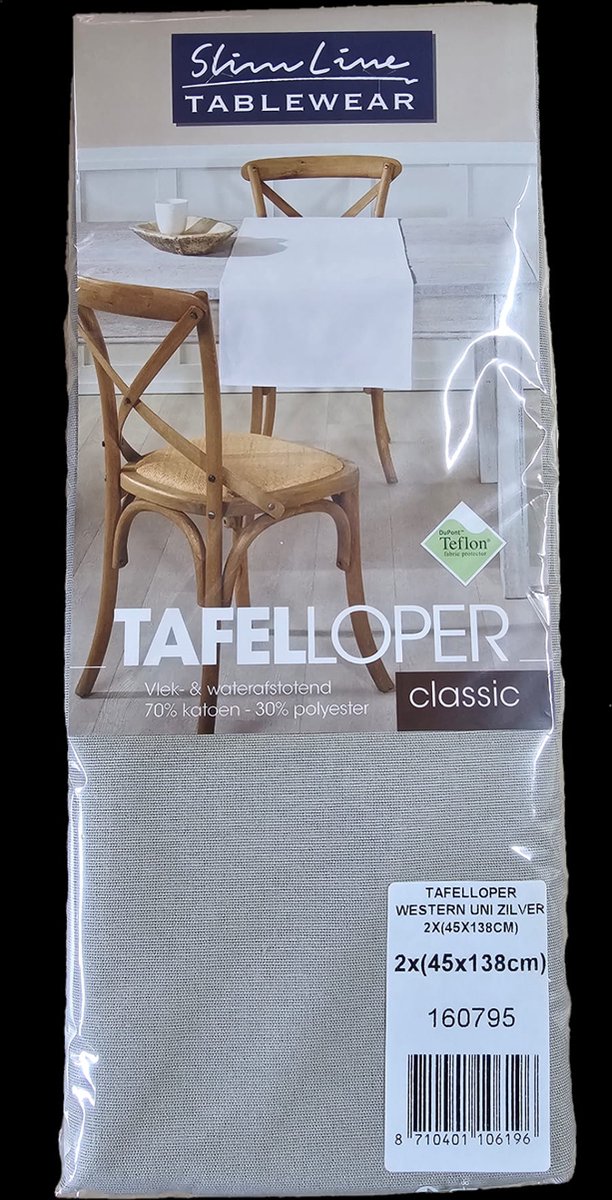 Slim Line
TABLEWEAR
DuPont™
Teflon®
fabric protector
TAFELLOPER
Vlek- & waterafstotend
70% katoen - 30% polyester
classic
TAFELLOPER
WESTERN UNI ZILVER
2X(45X138CM)
2x(45x138cm)
160795
8 710401 106196